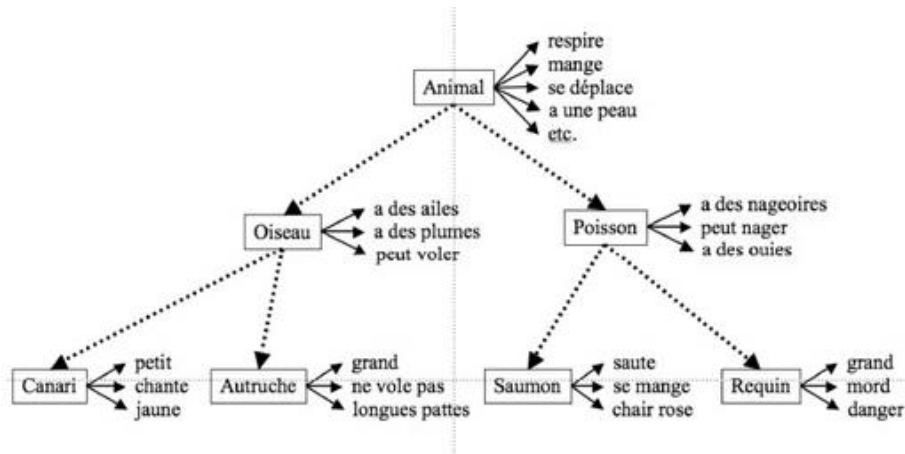 respire
mange
Animal
se déplace
a une peau
etc.
a des ailes
Oiseau
a des plumes
peut voler
a des nageoires
Poisson
peut nager
a des ouies
petit
Canari
chante
jaune
grand
Autruche
ne vole pas
longues pattes
saute
Saumon
se mange
chair rose
grand
Requin
mord
danger